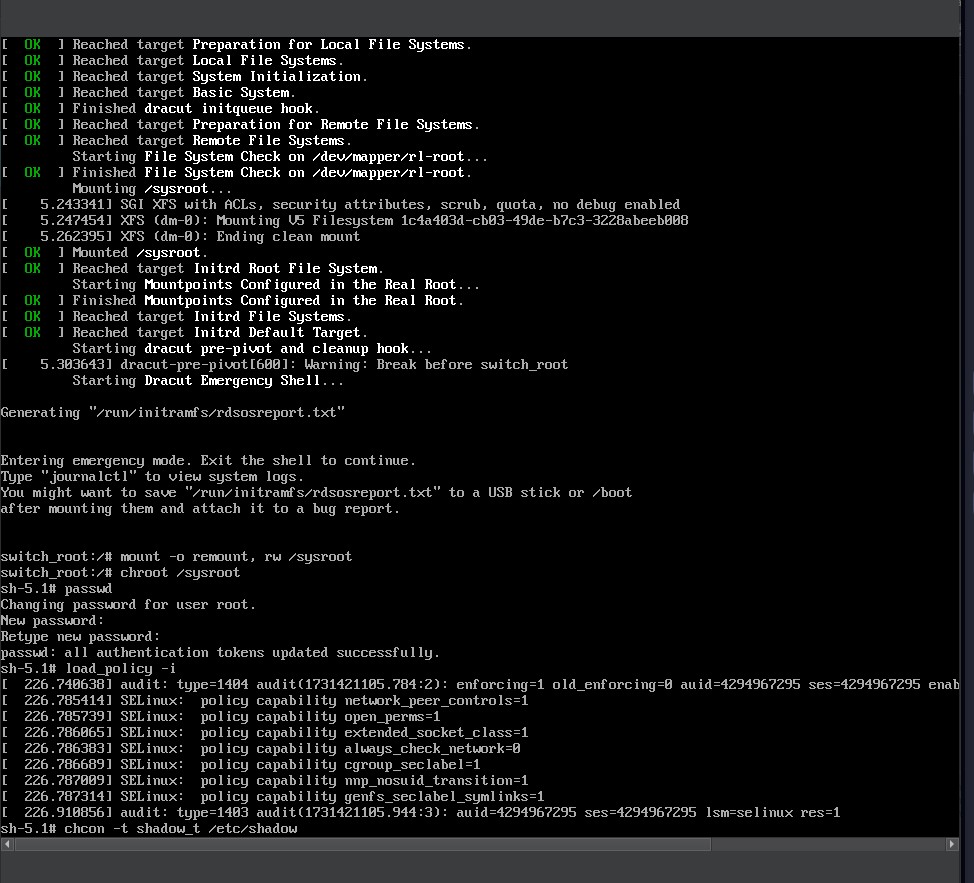 [  OK  ] Reached target Preparation for Local File Systems.
[  OK  ] Reached target Local File Systems.
[  OK  ] Reached target System Initialization.
[  OK  ] Reached target Basic System.
[  OK  ] Finished dracut initqueue hook.
[  OK  ] Reached target Preparation for Remote File Systems.
[  OK  ] Reached target Remote File Systems.
         Starting File System Check on /dev/mapper/rl-root...
[  OK  ] Finished File System Check on /dev/mapper/rl-root.
         Mounting /sysroot...
[    5.243341] SGI XFS with ACLs, security attributes, scrub, quota, no debug enabled
[    5.247454] XFS (dm-0): Mounting V5 Filesystem 1c4a403d-cb03-49de-b7c3-3228abeeb008
[    5.262395] XFS (dm-0): Ending clean mount
[  OK  ] Mounted /sysroot.
[  OK  ] Reached target Initrd Root File System.
         Starting Mountpoints Configured in the Real Root...
[  OK  ] Finished Mountpoints Configured in the Real Root.
[  OK  ] Reached target Initrd File Systems.
[  OK  ] Reached target Initrd Default Target.
         Starting dracut pre-pivot and cleanup hook...
[    5.303643] dracut-pre-pivot[600]: Warning: Break before switch_root
         Starting Dracut Emergency Shell...
Generating "/run/initramfs/rdsosreport.txt"
Entering emergency mode. Exit the shell to continue.
Type "journalctl" to view system logs.
You might want to save "/run/initramfs/rdsosreport.txt" to a USB stick or /boot
after mounting them and attach it to a bug report.
switch_root:/# mount -o remount, rw /sysroot
switch_root:/# chroot /sysroot
sh-5.1# passwd
Changing password for user root.
New password:
Retype new password:
passwd: all authentication tokens updated successfully.
sh-5.1# load_policy -i
[  226.740638] audit: type=1404 audit(1731421105.784:2): enforcing=1 old_enforcing=0 auid=4294967295 ses=4294967295 enab
[  226.785414] SELinux:  policy capability network_peer_controls=1
[  226.785739] SELinux:  policy capability open_perms=1
[  226.786065] SELinux:  policy capability extended_socket_class=1
[  226.786383] SELinux:  policy capability always_check_network=0
[  226.786689] SELinux:  policy capability cgroup_seclabel=1
[  226.787009] SELinux:  policy capability nnp_nosuid_transition=1
[  226.787314] SELinux:  policy capability genfs_seclabel_symlinks=1
[  226.910856] audit: type=1403 audit(1731421105.944:3): auid=4294967295 ses=4294967295 lsm=selinux res=1
sh-5.1# chcon -t shadow_t /etc/shadow